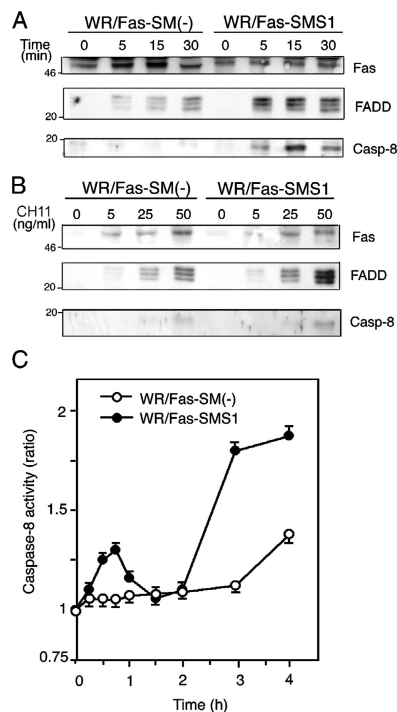 A
WR/Fas-SM(-) WR/Fas-SMS1
Time (min) 0 5 15 30 0 5 15 30
46 Fas
20 FADD
20 Casp-8
B
WR/Fas-SM(-) WR/Fas-SMS1
CH11 (ng/ml) 0 5 25 50 0 5 25 50
46 Fas
20 FADD
20 Casp-8
C
WR/Fas-SM(-)
WR/Fas-SMS1
Caspase-8 activity (ratio)
2
1.5
1
0.75
0 1 2 3 4
Time (h)